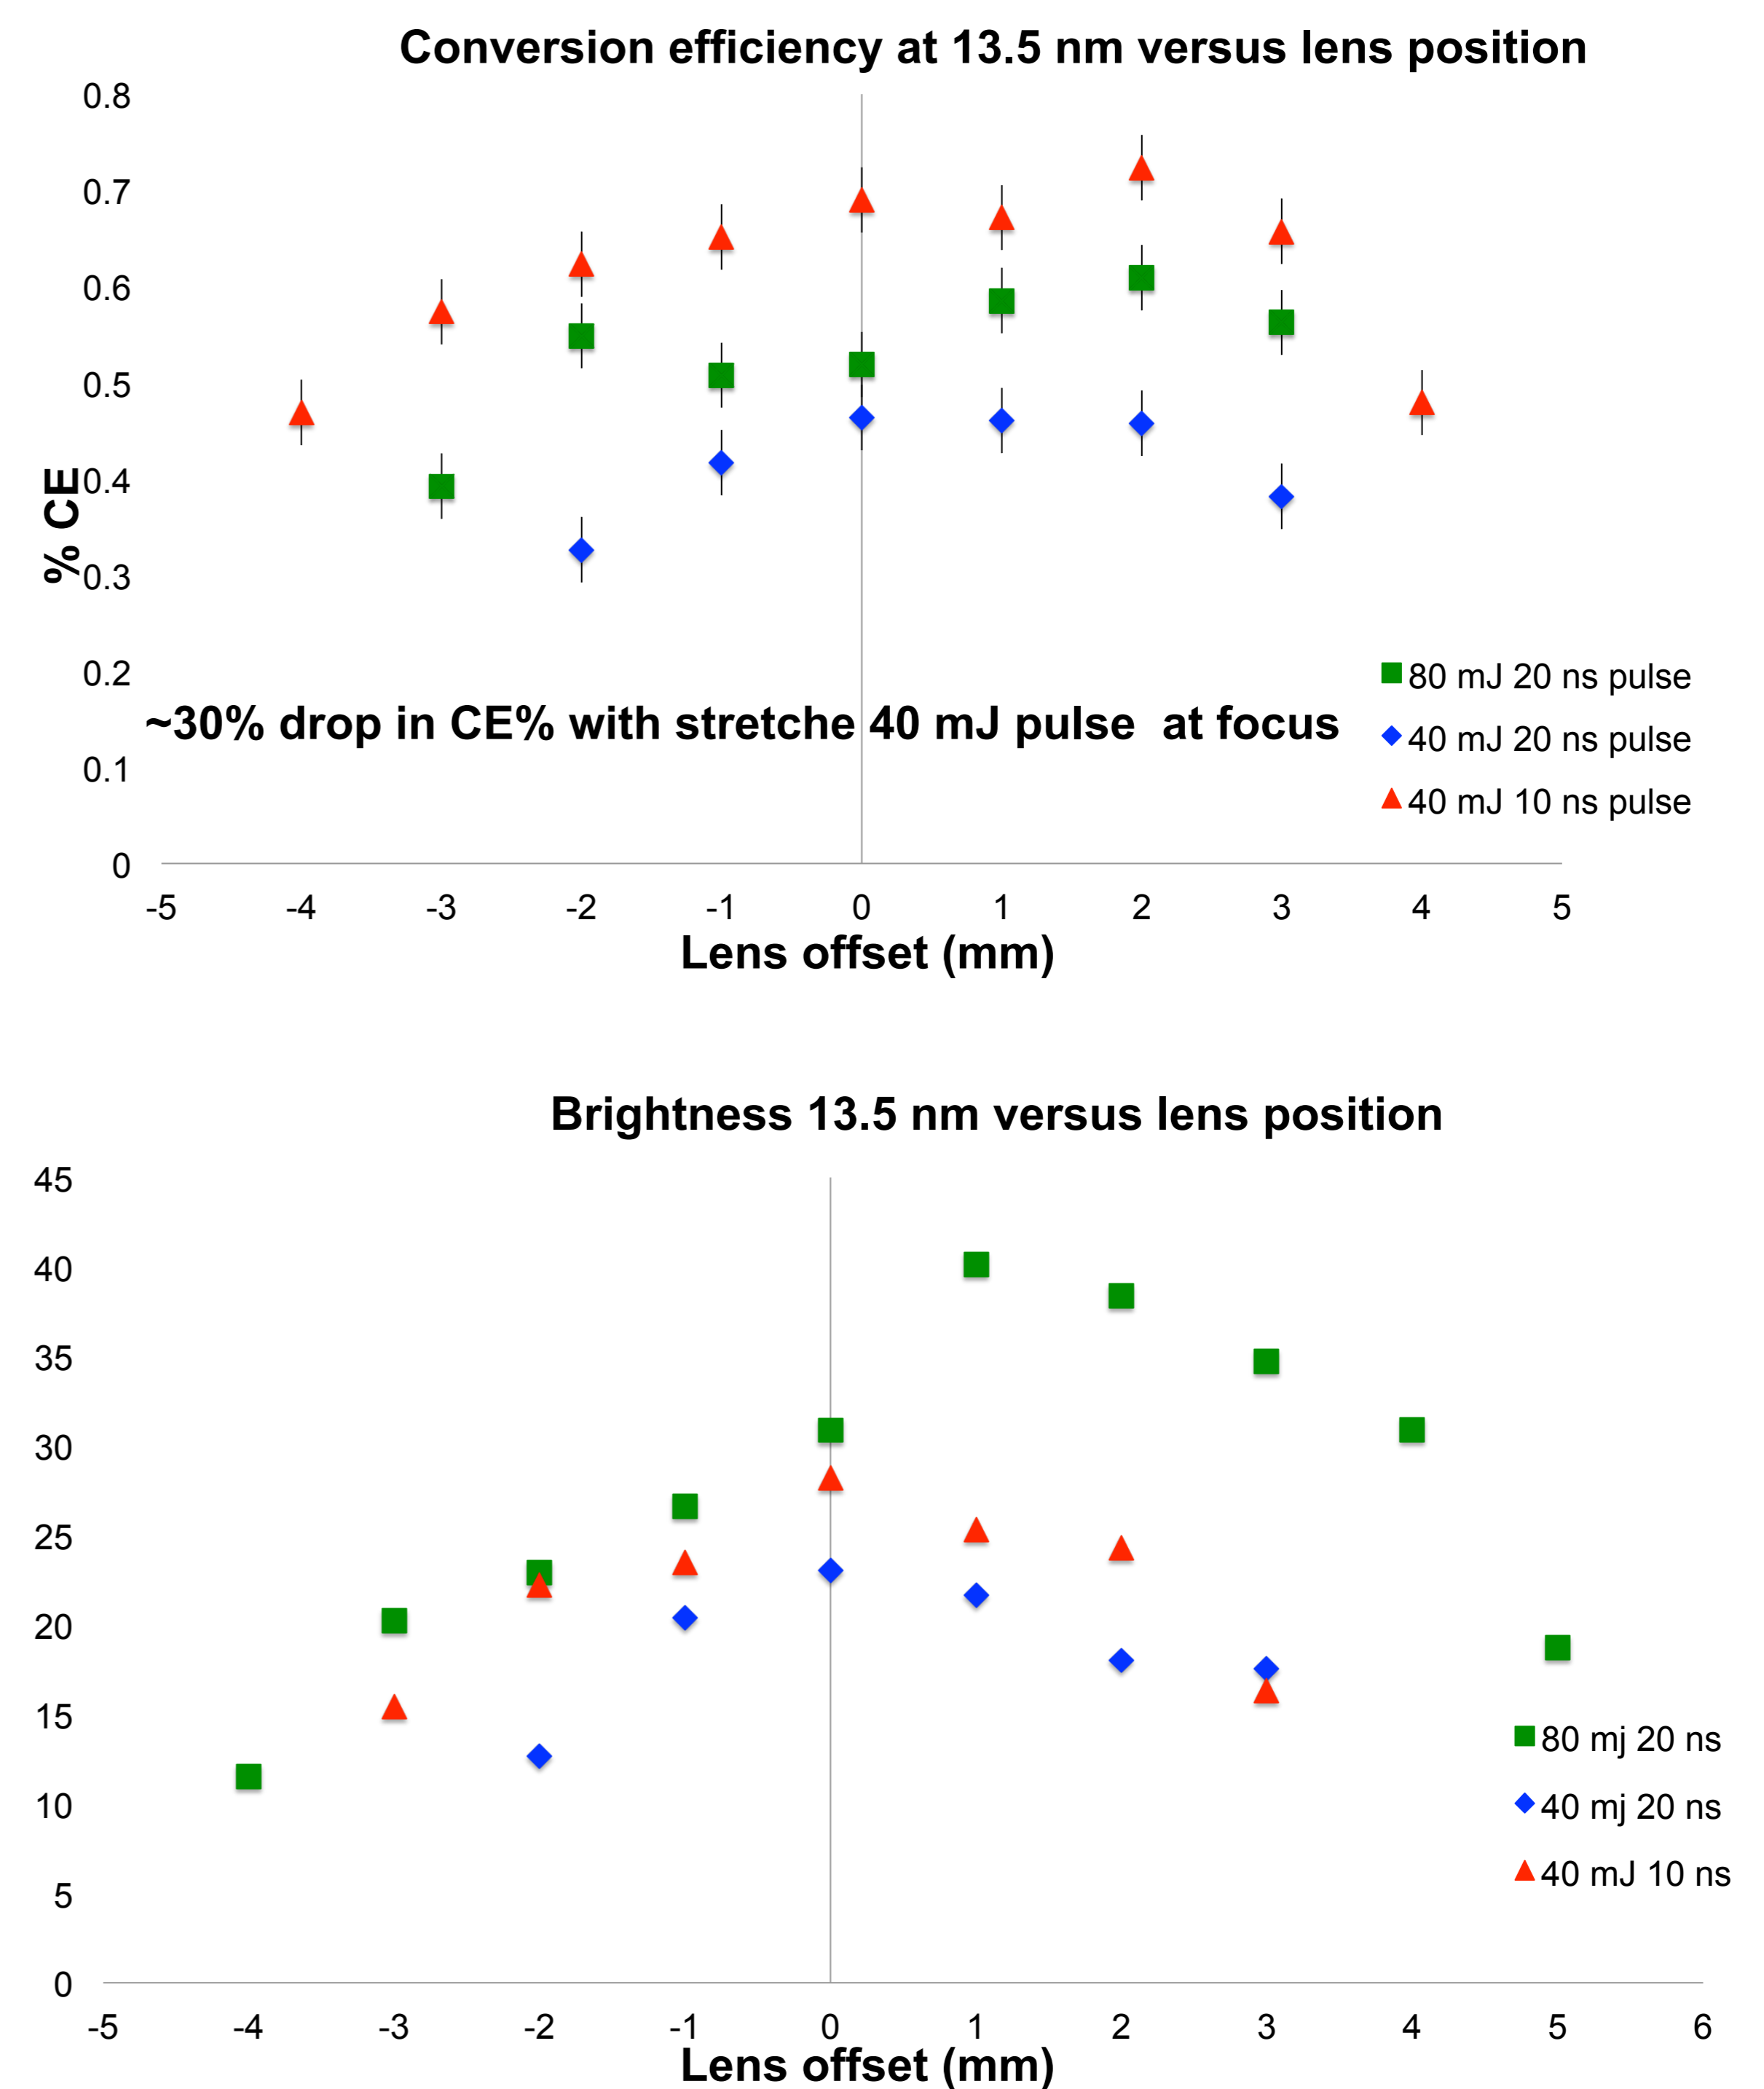 Conversion efficiency at 13.5 nm versus lens position
0.8
0.7
0.6
0.5
0.4
0.3
0.2
0.1
0
% CE
~30% drop in CE% with stretche 40 mJ pulse  at focus
80 mJ 20 ns pulse
40 mJ 20 ns pulse
40 mJ 10 ns pulse
-5 -4 -3 -2 -1 0 1 2 3 4 5
Lens offset (mm)
Brightness 13.5 nm versus lens position
45
40
35
30
25
20
15
10
5
0
80 mj 20 ns
40 mj 20 ns
40 mJ 10 ns
-5 -4 -3 -2 -1 0 1 2 3 4 5 6
Lens offset (mm)